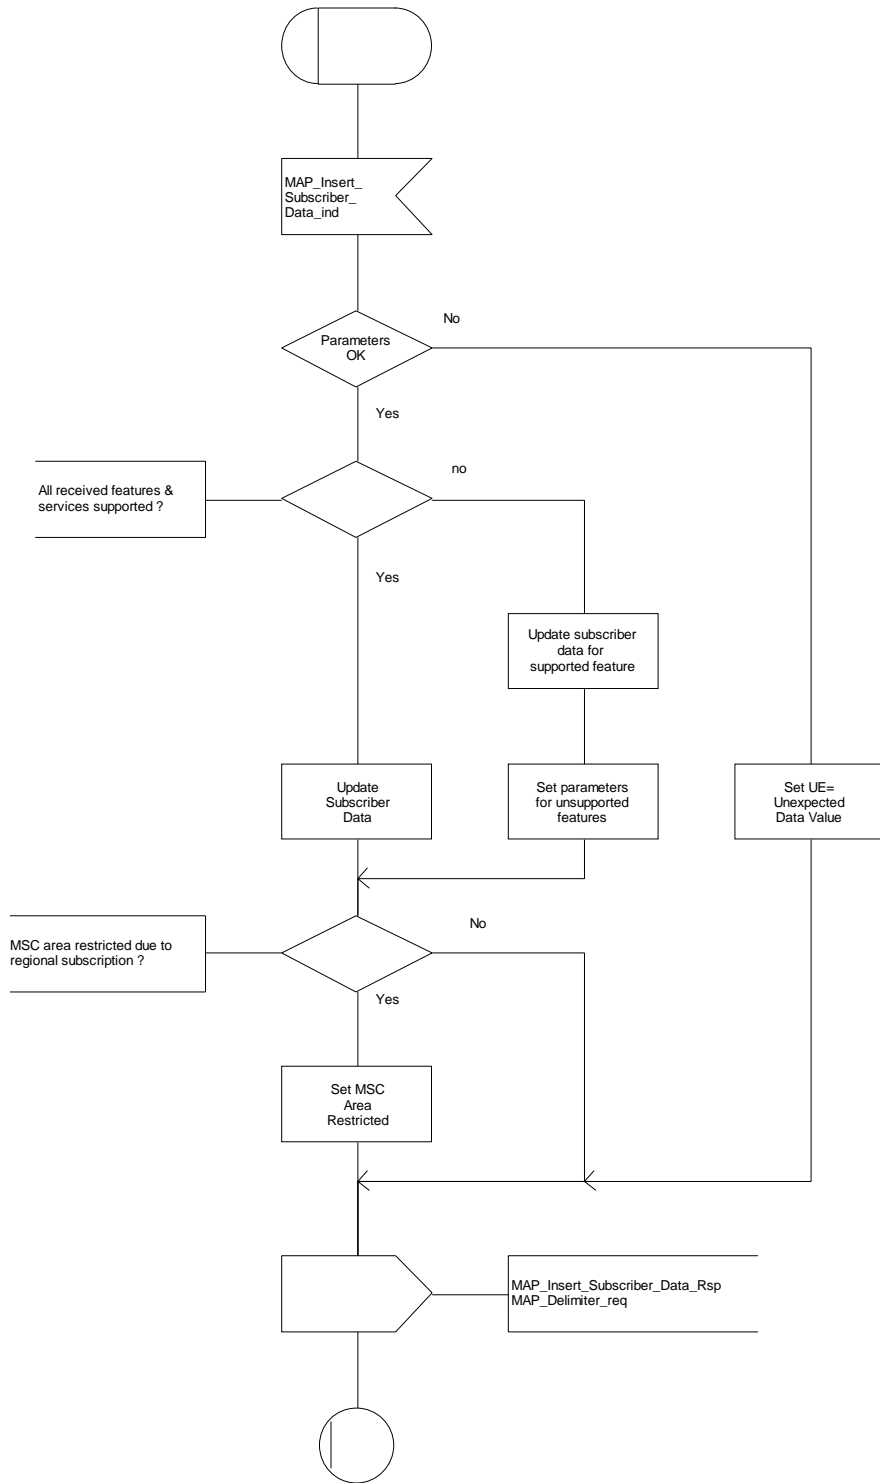 MAP_Insert_
Subscriber_
Data_ind
No
Parameters
OK
Yes
no
All received features &
services supported ?
Yes
Update subscriber
data for
supported feature
Update
Subscriber
Data
Set parameters
for unsupported
features
Set UE=
Unexpected
Data Value
No
MSC area restricted due to
regional subscription ?
Yes
Set MSC
Area
Restricted
MAP_Insert_Subscriber_Data_Rsp
MAP_Delimiter_req